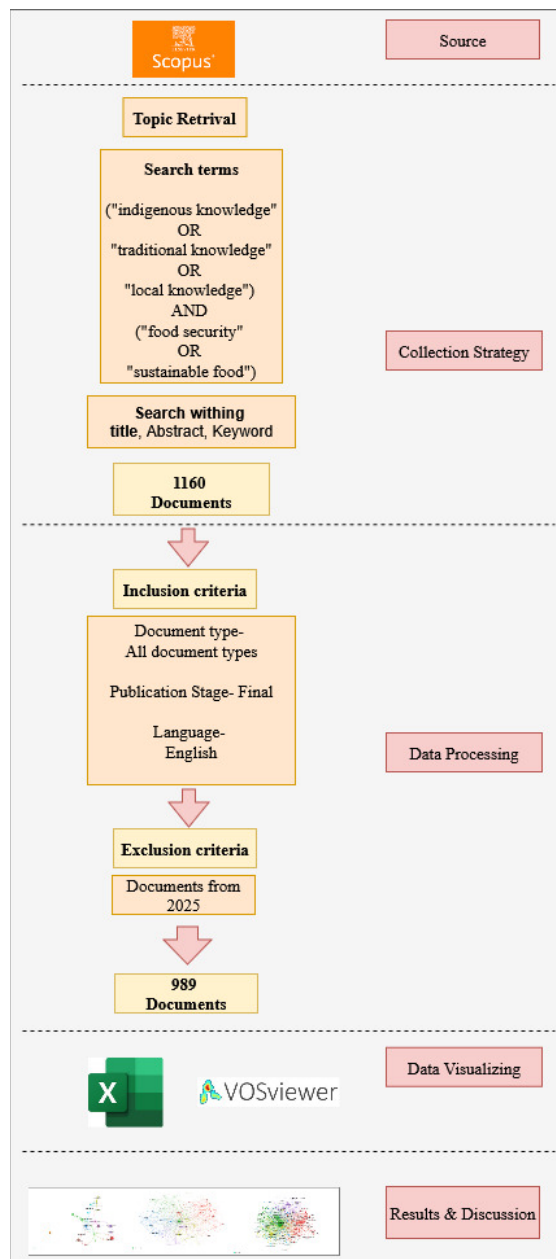 Scopus
Source
Topic Retrival
Search terms
("indigenous knowledge"
OR
"traditional knowledge"
OR
"local knowledge")
AND
("food security"
OR
"sustainable food")
Collection Strategy
Search withing
title, Abstract, Keyword
1160
Documents
Inclusion criteria
Document type-
All document types
Publication Stage- Final
Language-
English
Data Processing
Exclusion criteria
Documents from
2025
989
Documents
Data Visualizing
X
VOSviewer
Results & Discussion